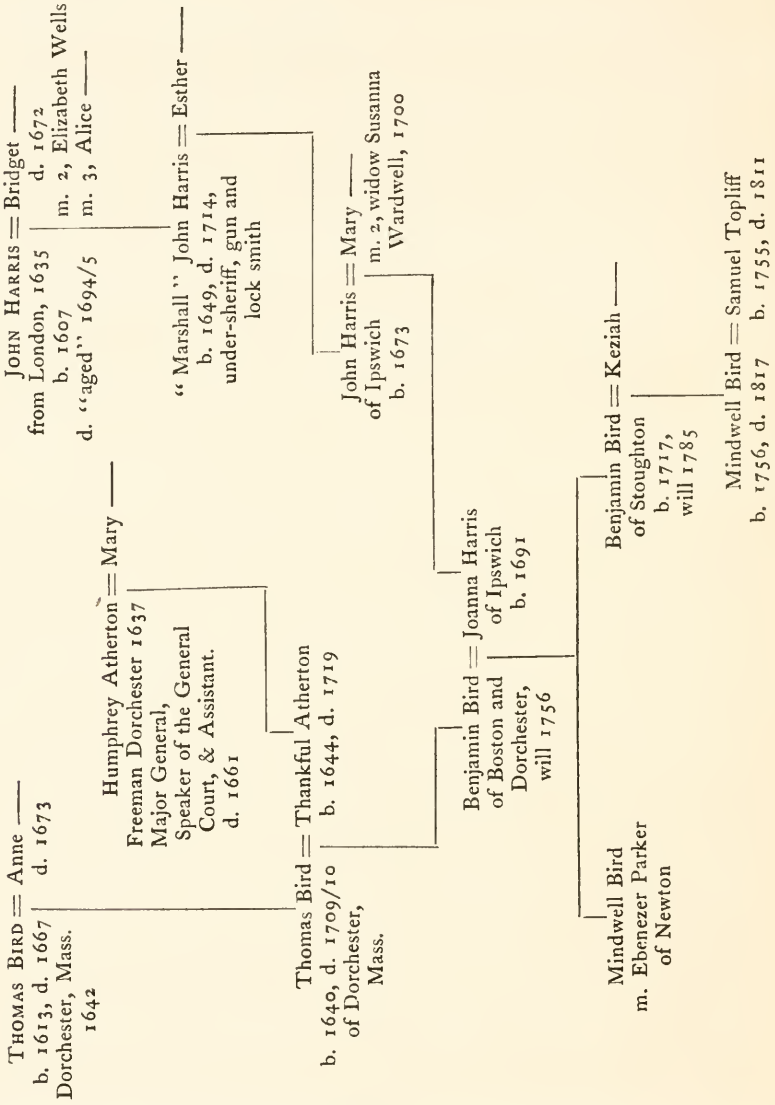 THOMAS BIRD = Anne —
b. 1613, d. 1667 d. 1673
Dorchester, Mass.
1642
Humphrey Atherton = Mary —
Freeman Dorchester 1637
Major General,
Speaker of the General
Court, & Assistant.
d. 1661
JOHN HARRIS = Bridget —
from London, 1635 d. 1672
b. 1607 m. 2, Elizabeth Wells
d. "aged" 1694/5 m. 3, Alice —
"Marshall" John Harris = Esther —
b. 1649, d. 1714,
under-sheriff, gun and
lock smith
Thomas Bird = Thankful Atherton
b. 1640, d. 1709/10 b. 1644, d. 1719
of Dorchester,
Mass.
John Harris = Mary —
of Ipswich m. 2, widow Susanna
b. 1673 Wardwell, 1700
Benjamin Bird = Joanna Harris
of Boston and of Ipswich
Dorchester, b. 1691
will 1756
Mindwell Bird
m. Ebenezer Parker
of Newton
Benjamin Bird = Keziah —
of Stoughton
b. 1717,
will 1785
Mindwell Bird = Samuel Topliff
b. 1756, d. 1817 b. 1755, d. 1811